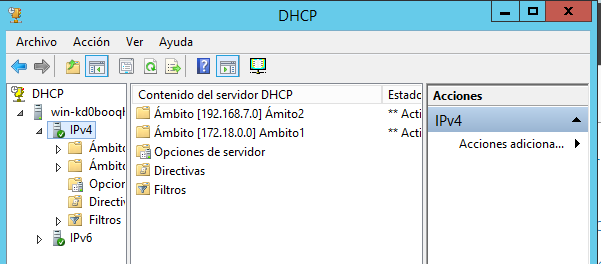 DHCP
Archivo Acción Ver Ayuda
DHCP
win-kd0booql
IPv4
Ámbito
Ámbito
Opcion
Directiv
Filtros
IPv6
Contenido del servidor DHCP Estado
Ámbito [192.168.7.0] Ámito2 ** Acti
Ámbito [172.18.0.0] Ambito1 ** Acti
Opciones de servidor
Directivas
Filtros
Acciones
IPv4
Acciones adiciona...